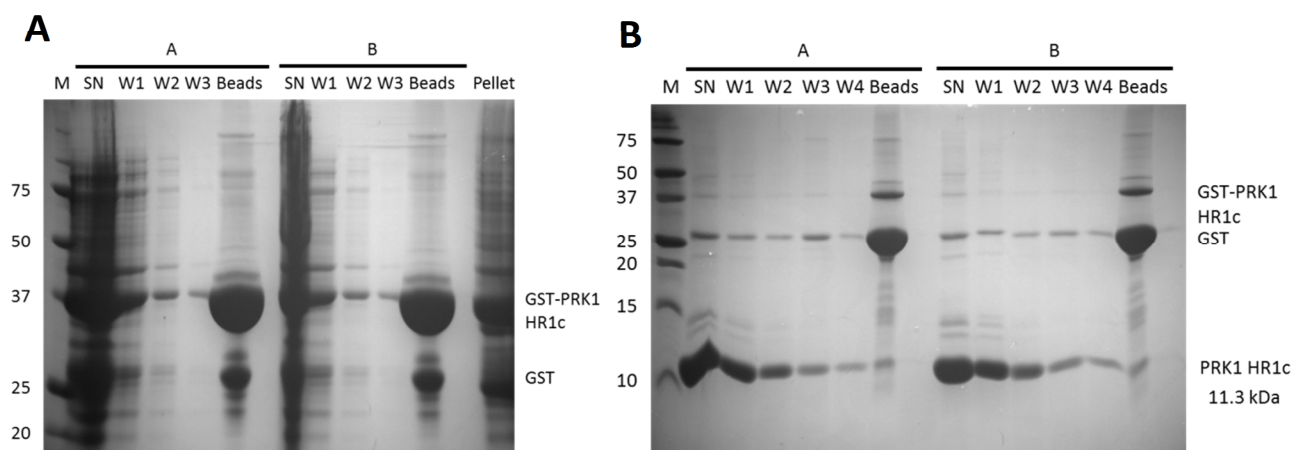 A
A B
M SN W1 W2 W3 Beads SN W1 W2 W3 Beads Pellet
75
50
37
25
20
GST-PRK1
HR1c
GST
B
A B
M SN W1 W2 W3 W4 Beads SN W1 W2 W3 W4 Beads
75
50
37
25
20
15
10
GST-PRK1
HR1c
GST
PRK1 HR1c
11.3 kDa